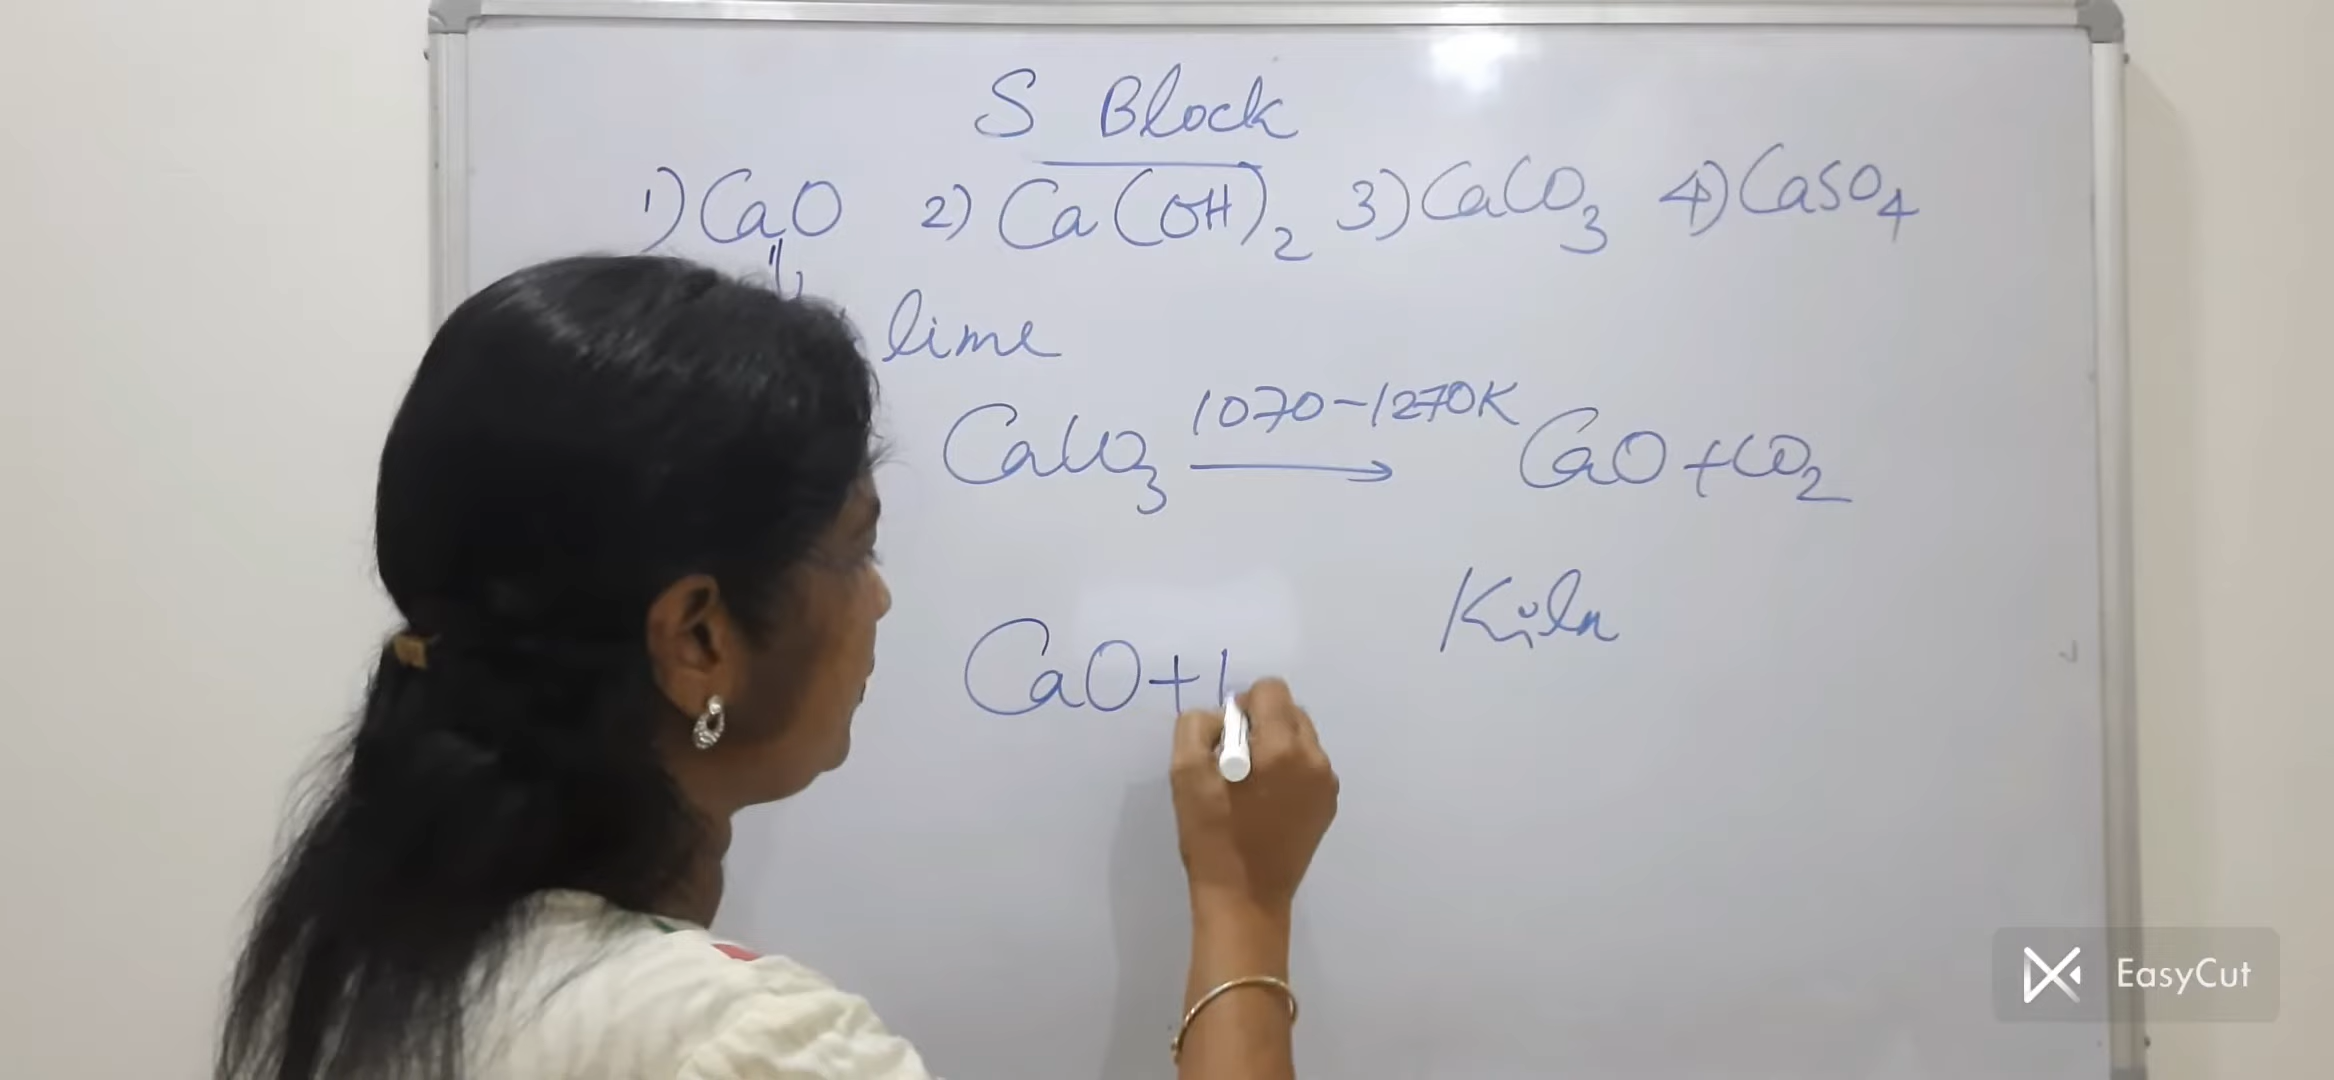 S Block
1) CaO 2) Ca(OH)2 3) CaCO3 4) CaSO4
lime
CaCO3 1070-1270K → CaO + CO2
Kiln
CaO +
EasyCut